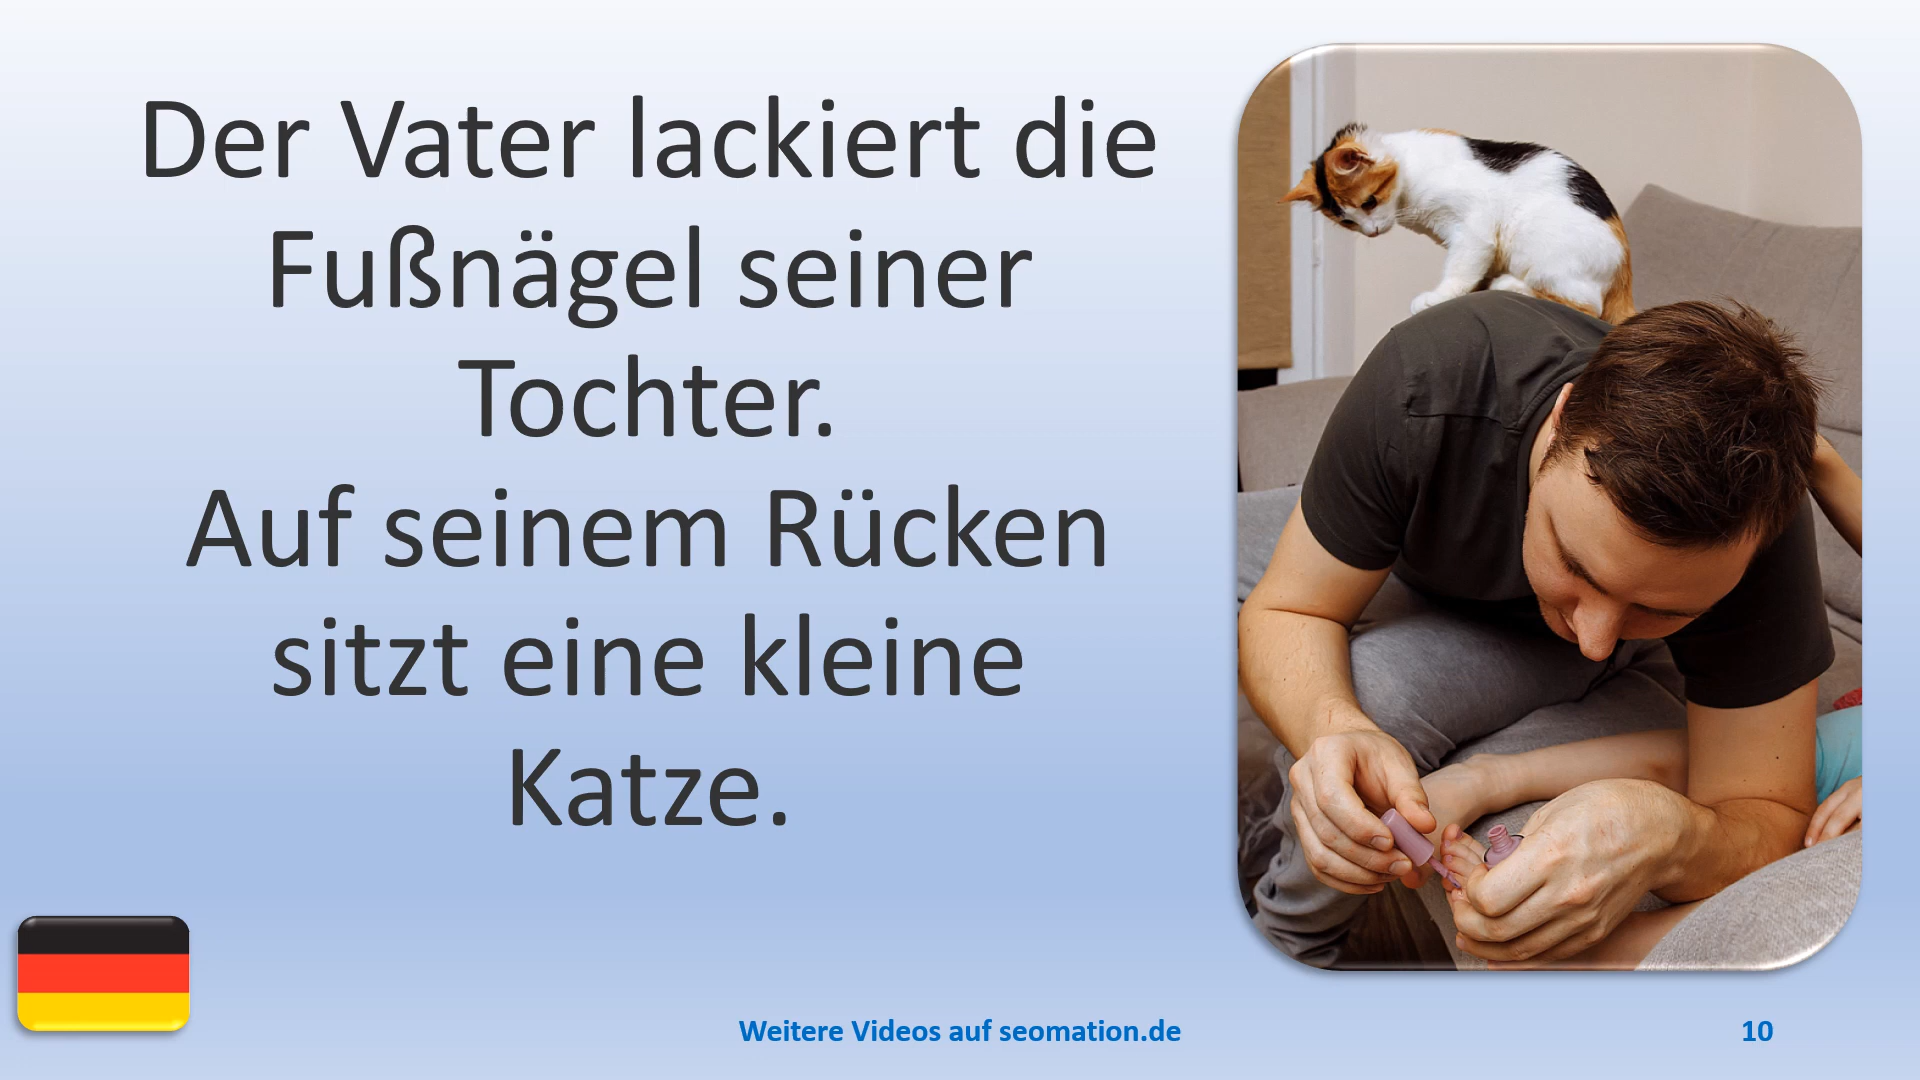 Der Vater lackiert die
Fußnägel seiner
Tochter.
Auf seinem Rücken
sitzt eine kleine
Katze.
Weitere Videos auf seomation.de
10